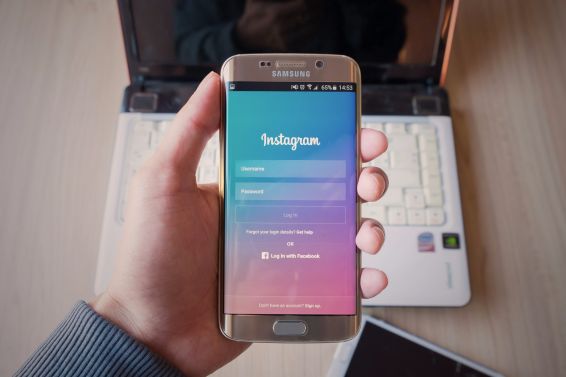 SAMSUNG
65% 14:53
Instagram
Username
Password
Log In
Forgot your login details? Get help.
OR
Log in with Facebook
Don't have an account? Sign up.